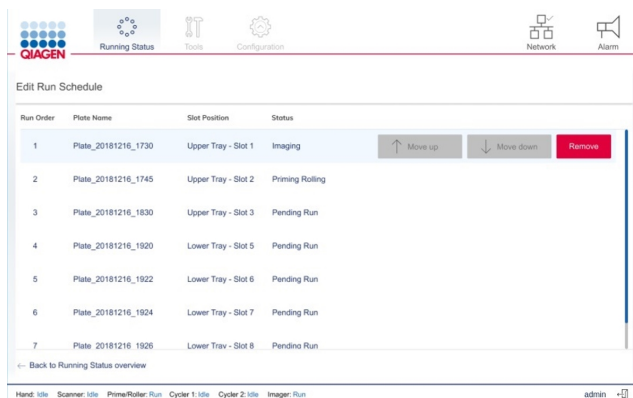 QIAGEN
Running Status Tools Configuration Network Alarm
Edit Run Schedule
Run Order Plate Name Slot Position Status
1 Plate_20181216_1730 Upper Tray - Slot 1 Imaging Move up Move down Remove
2 Plate_20181216_1745 Upper Tray - Slot 2 Priming Rolling
3 Plate_20181216_1830 Upper Tray - Slot 3 Pending Run
4 Plate_20181216_1920 Lower Tray - Slot 5 Pending Run
5 Plate_20181216_1922 Lower Tray - Slot 6 Pending Run
6 Plate_20181216_1924 Lower Tray - Slot 7 Pending Run
7 Plate_20181216_1926 Lower Tray - Slot 8 Pending Run
← Back to Running Status overview
Hand: Idle Scanner: Idle Prime/Roller: Run Cycler 1: Idle Cycler 2: Idle Imager: Run admin